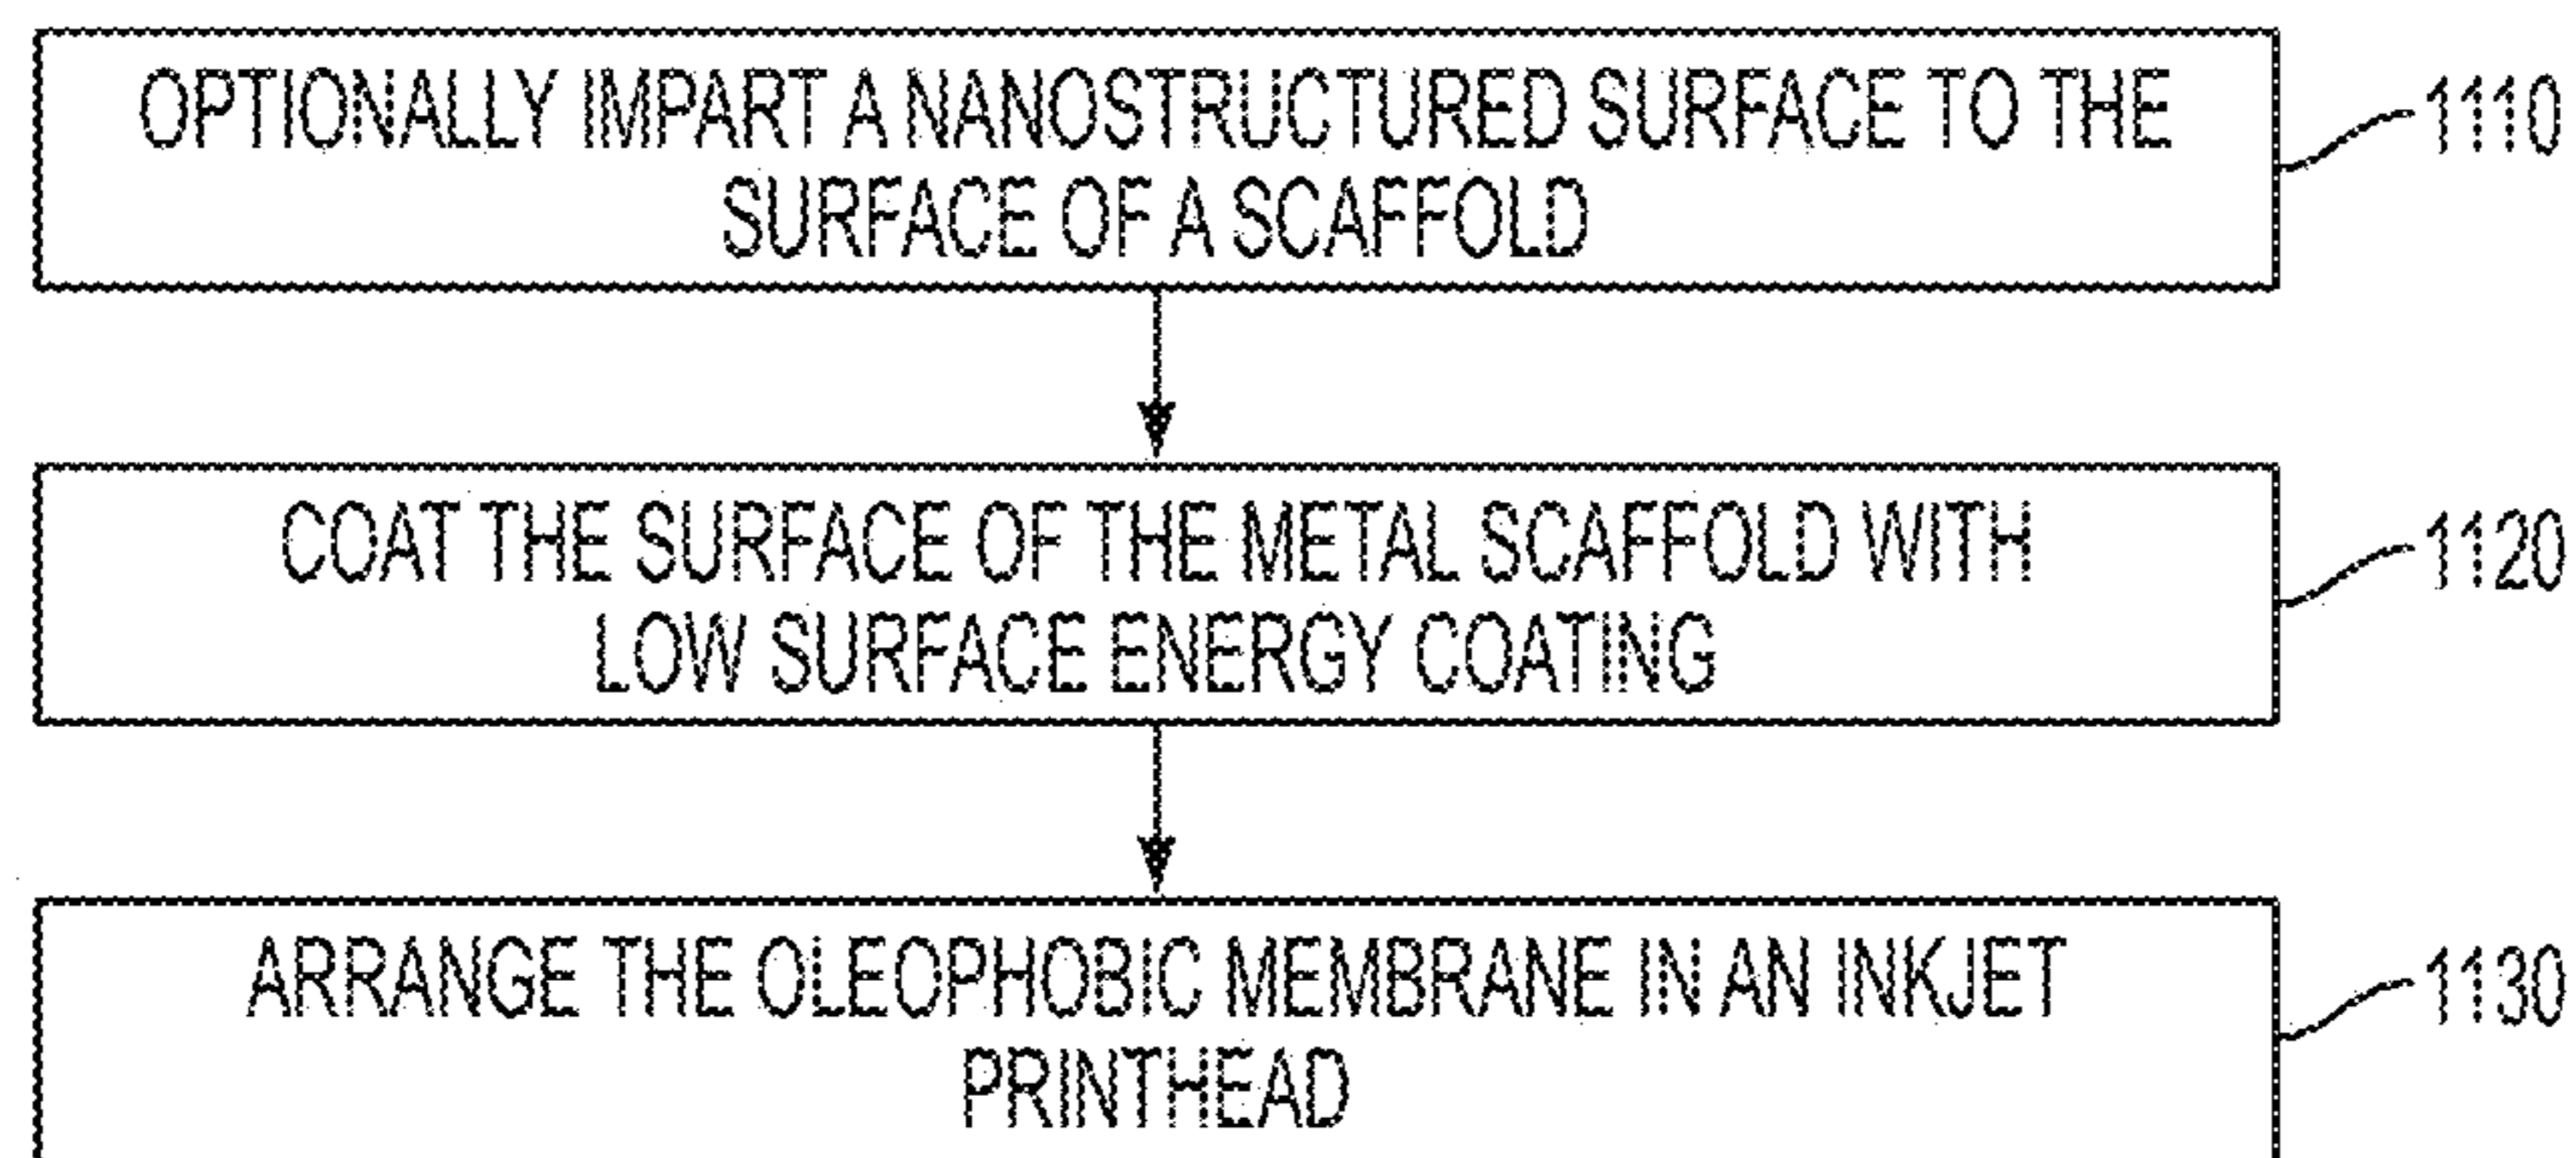 OPTIONALLY IMPART A NANOSTRUCTURED SURFACE TO THE
SURFACE OF A SCAFFOLD
1110
COAT THE SURFACE OF THE METAL SCAFFOLD WITH
LOW SURFACE ENERGY COATING
1120
ARRANGE THE OLEOPHOBIC MEMBRANE IN AN INKJET
PRINTHEAD
1130